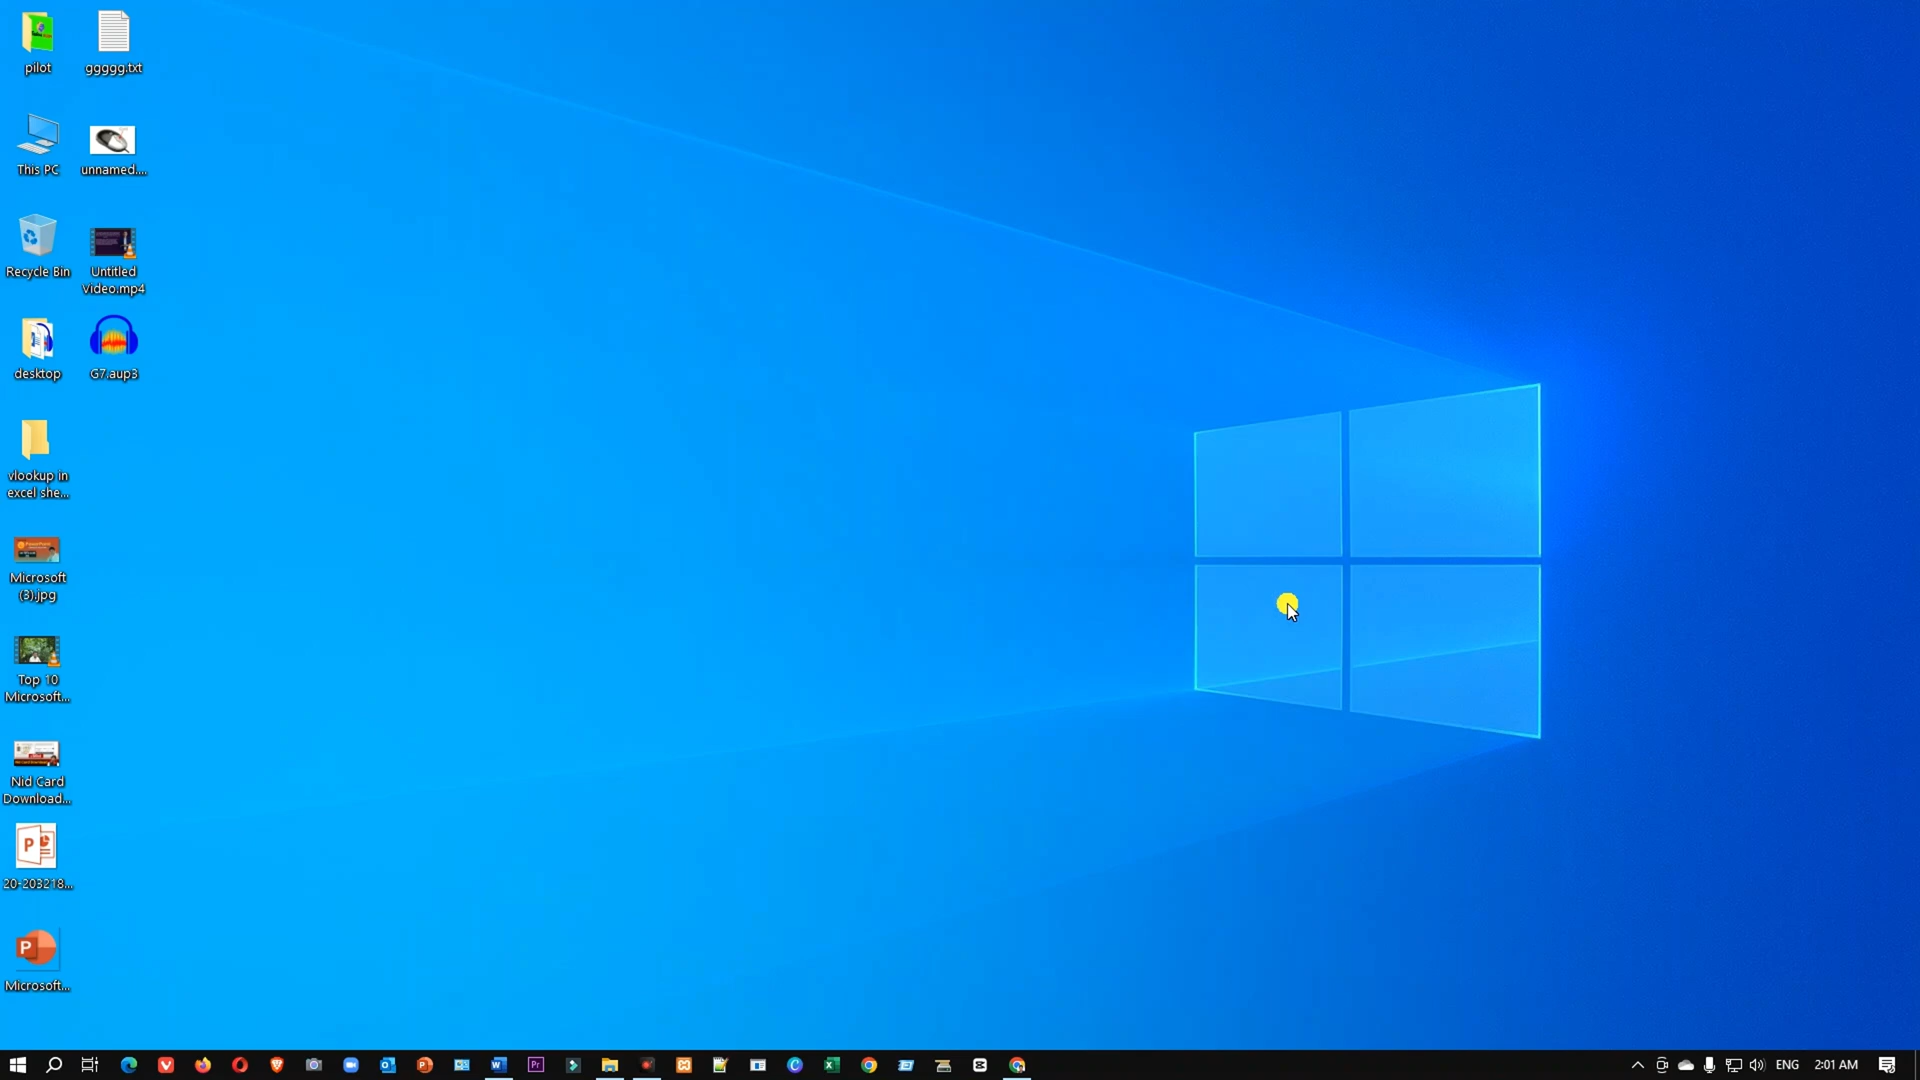 pilot
ggggg.txt
This PC
unnamed....
Recycle Bin
Untitled
Video.mp4
desktop
G7.aup3
vlookup in
excel she...
Microsoft
(3).jpg
Top 10
Microsoft...
Nid Card
Download...
20-203218...
Microsoft...
ENG
2:01 AM